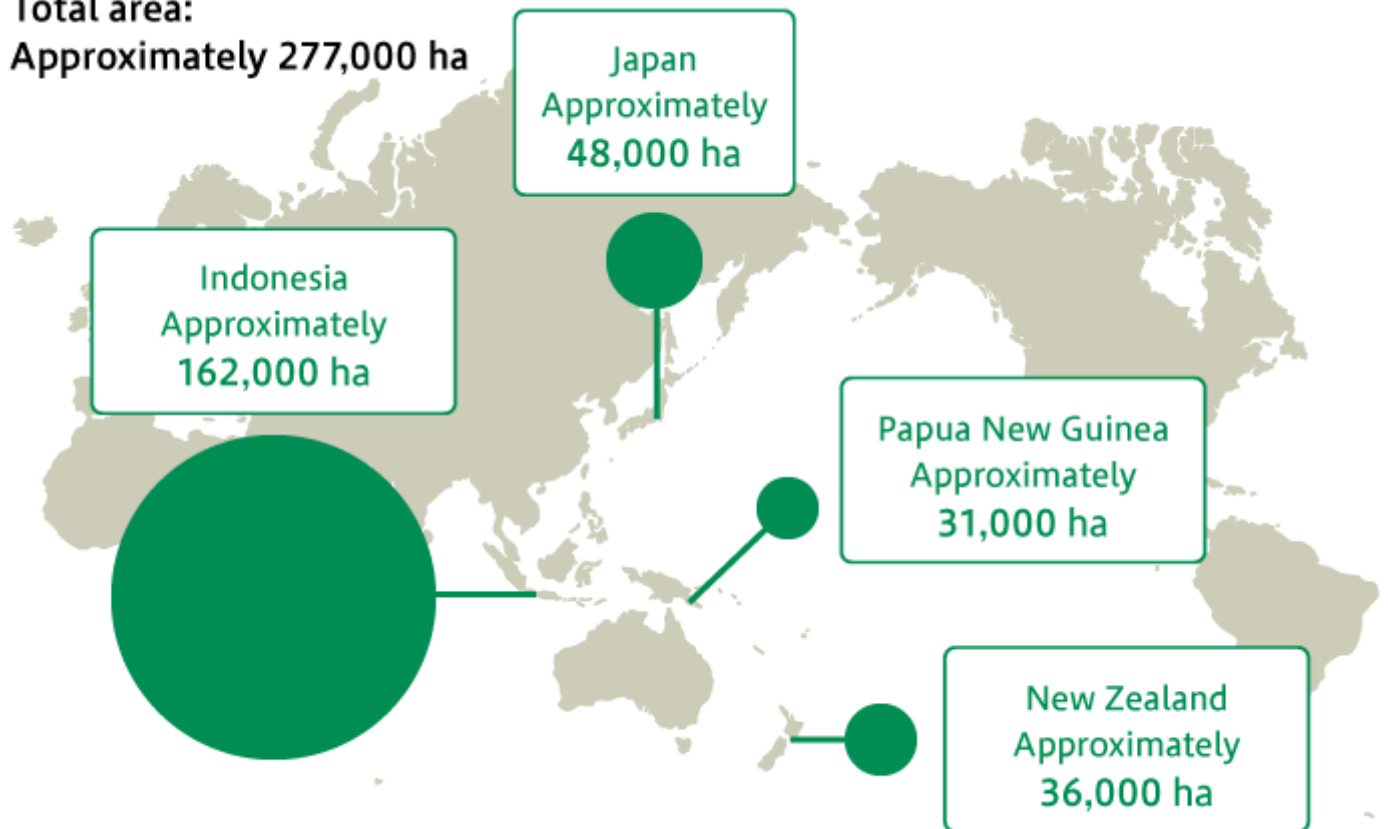 Total area:
Approximately 277,000 ha
Japan
Approximately
48,000 ha
Indonesia
Approximately
162,000 ha
Papua New Guinea
Approximately
31,000 ha
New Zealand
Approximately
36,000 ha